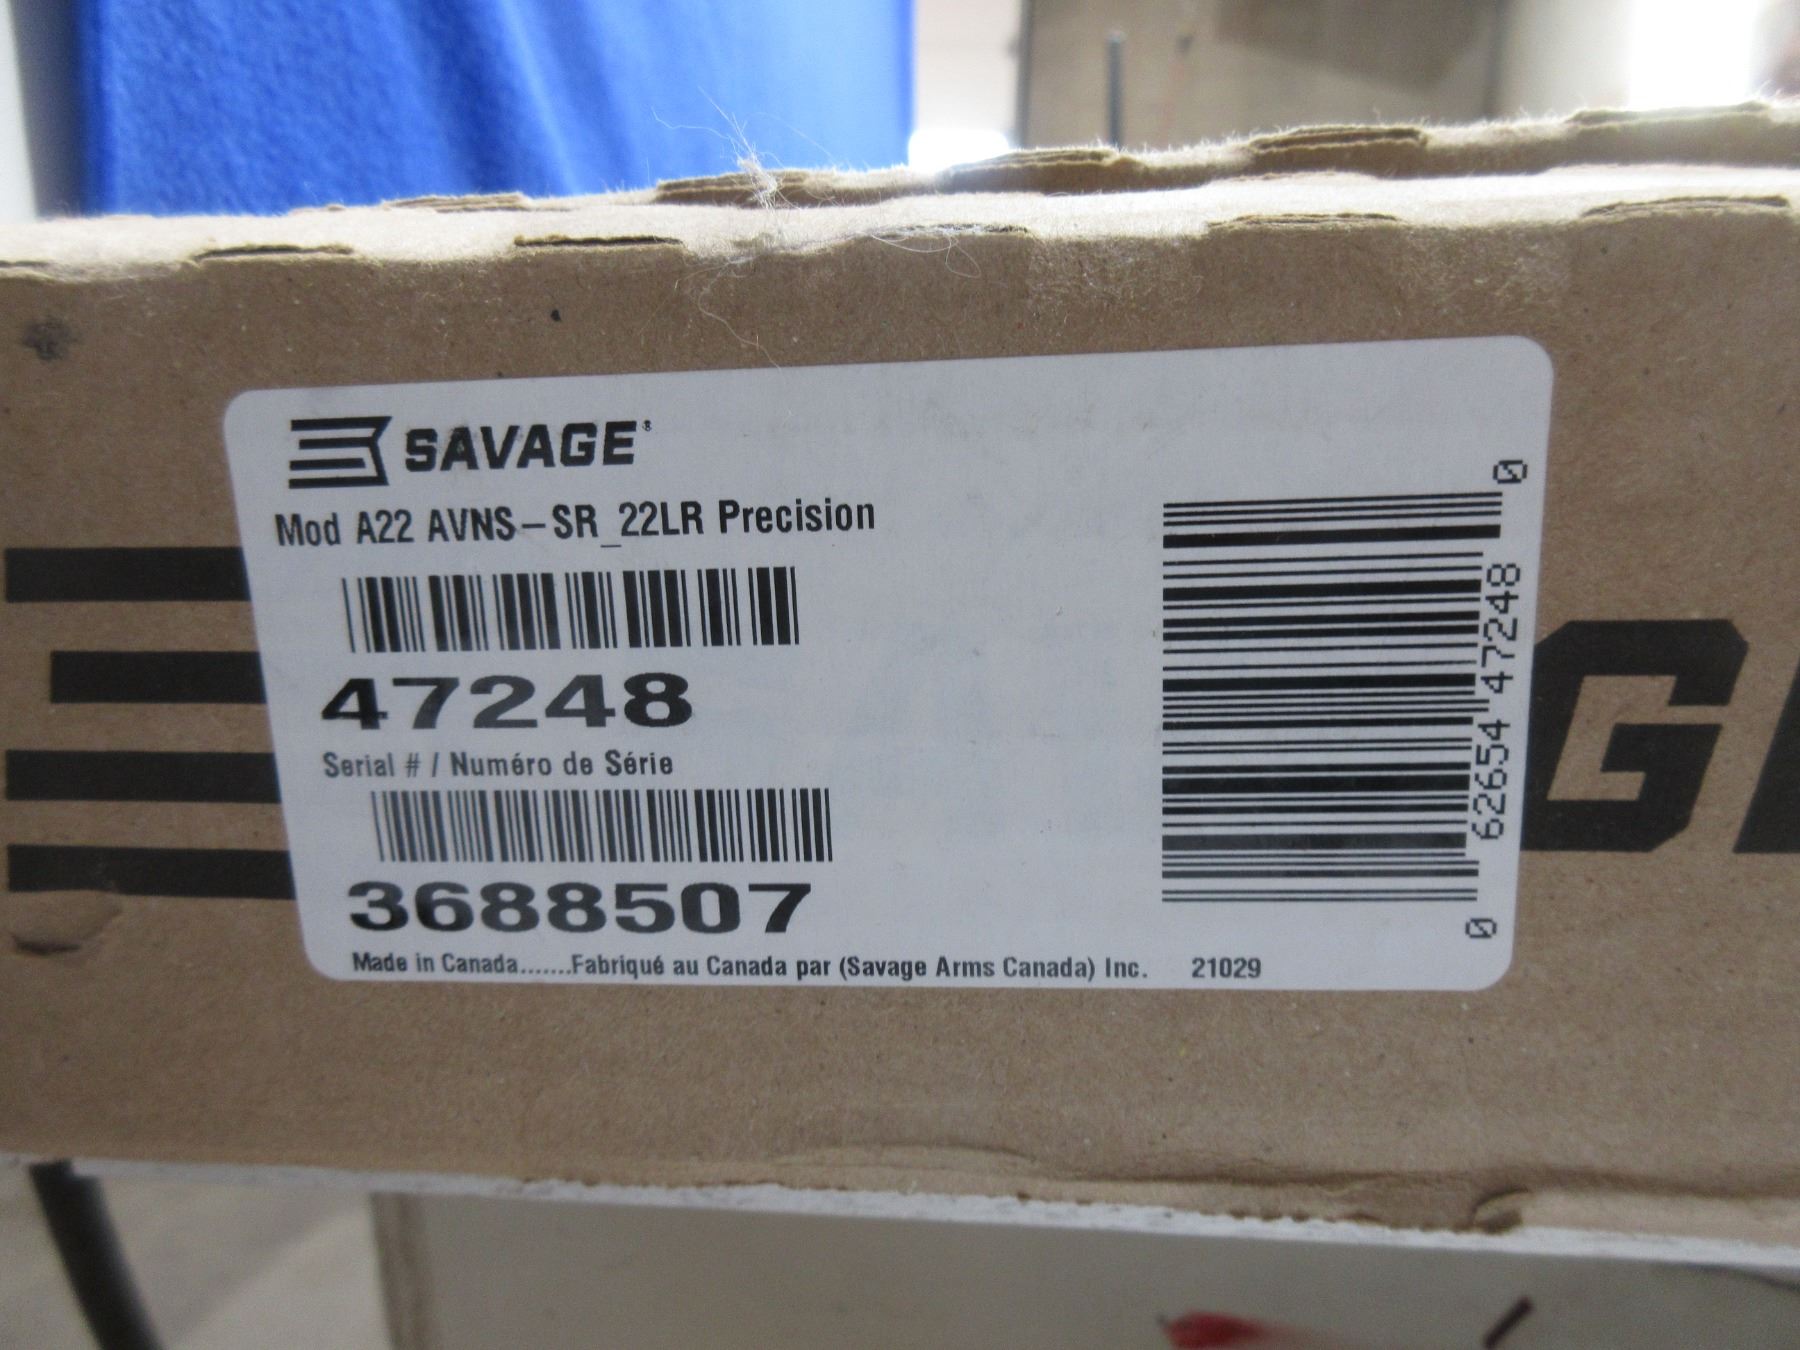 SAVAGE®
Mod A22 AVNS-SR_22LR Precision
47248
Serial # / Numéro de Série
3688507
Made in Canada.......Fabriqué au Canada par (Savage Arms Canada) Inc. 21029
0 62654 47248 0
G